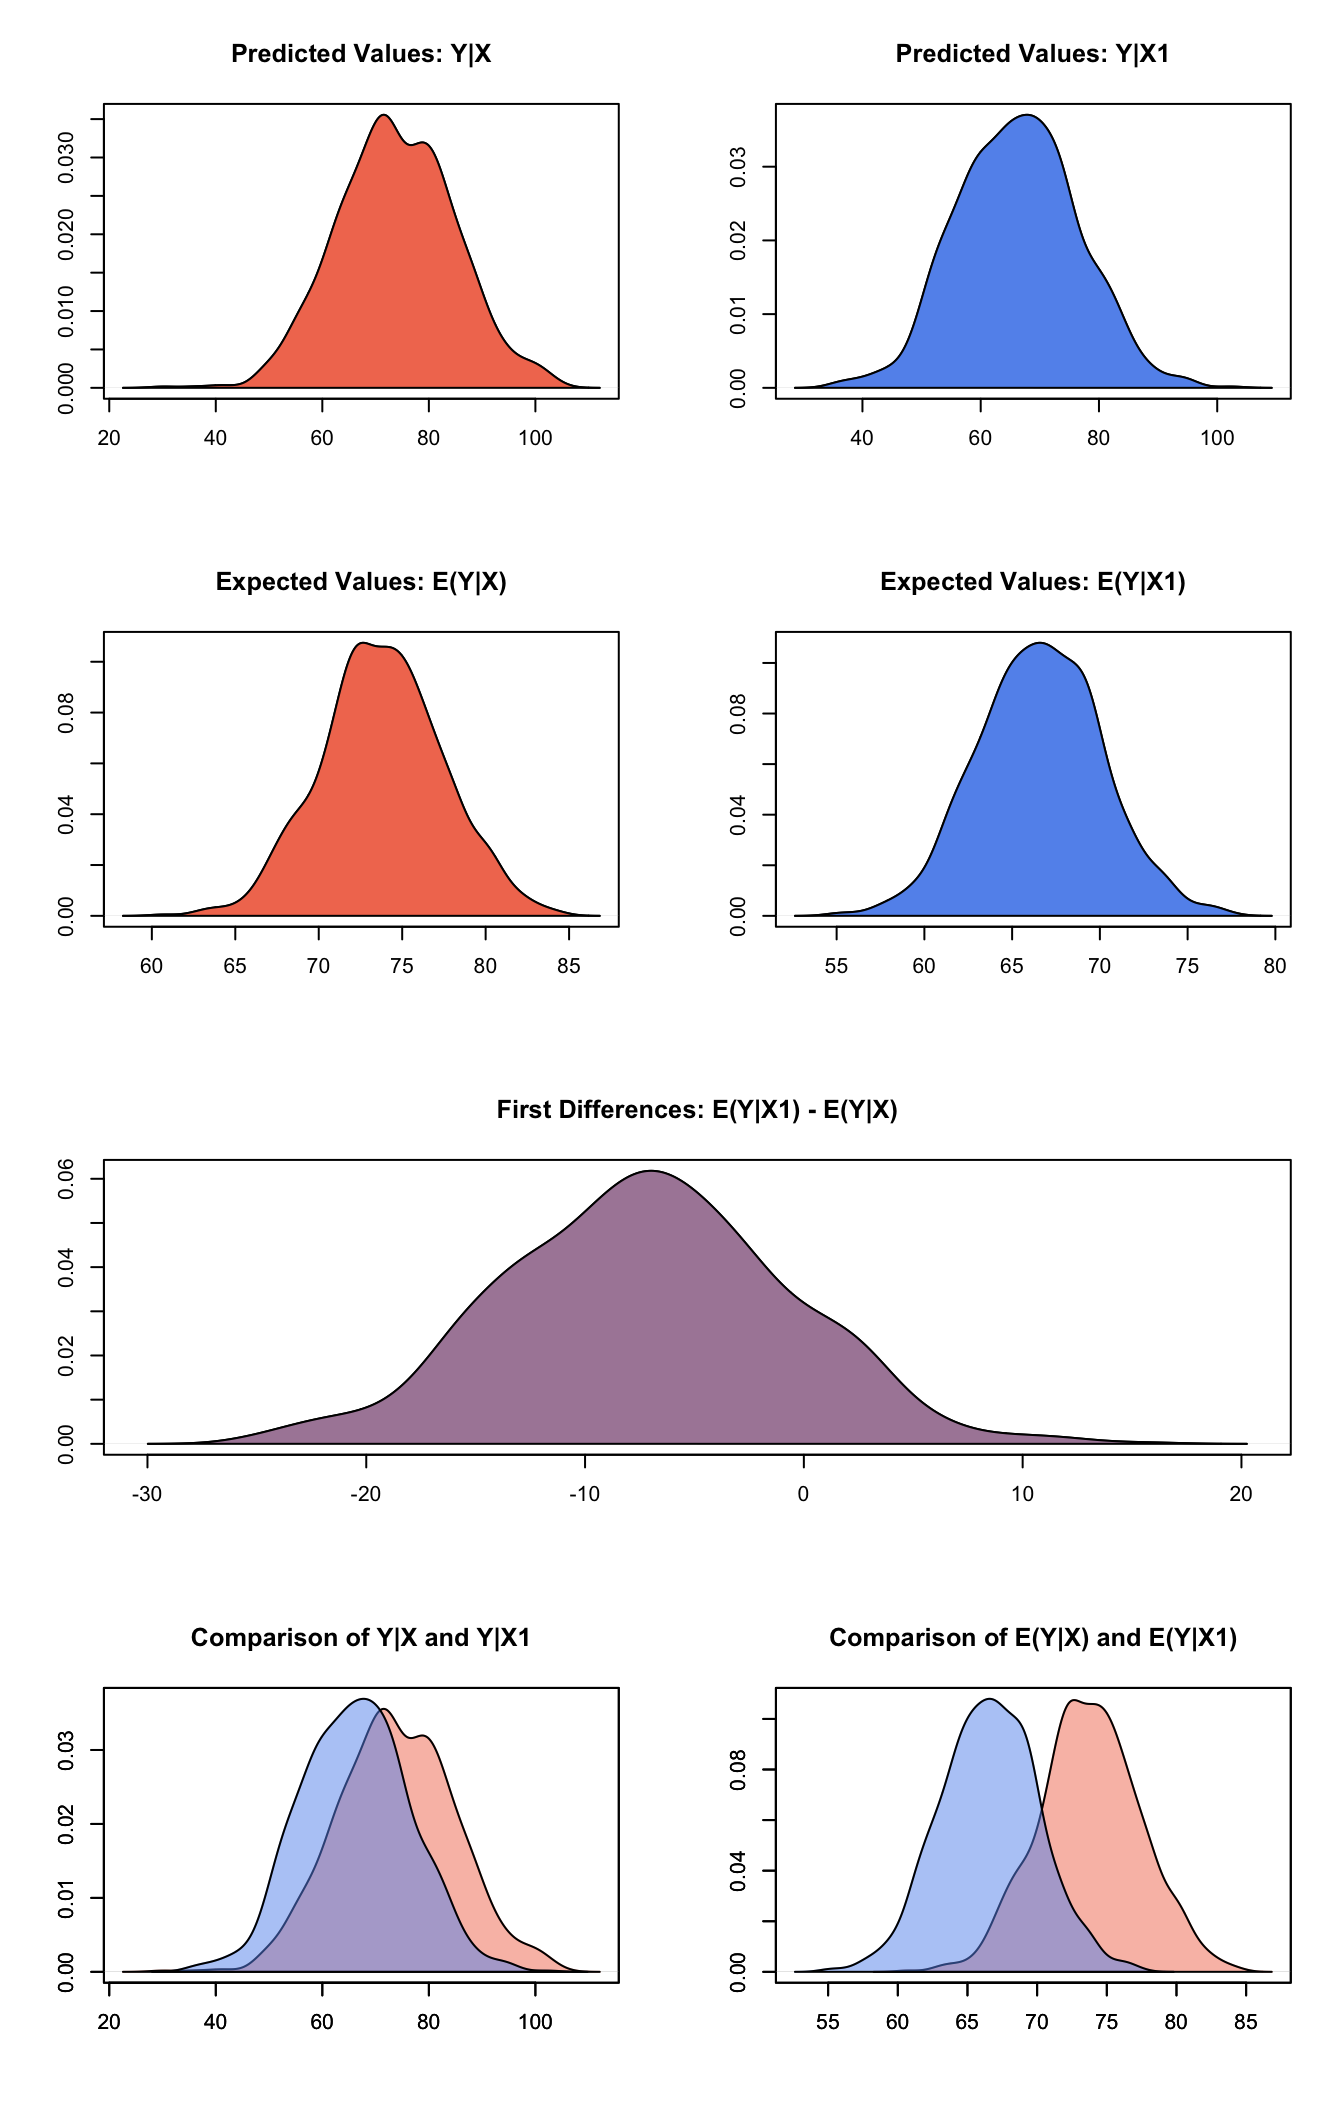 Predicted Values: Y|X
0.000 0.010 0.020 0.030
20 40 60 80 100
Predicted Values: Y|X1
0.00 0.01 0.02 0.03
40 60 80 100
Expected Values: E(Y|X)
0.00 0.04 0.08
60 65 70 75 80 85
Expected Values: E(Y|X1)
0.00 0.04 0.08
55 60 65 70 75 80
First Differences: E(Y|X1) - E(Y|X)
0.00 0.02 0.04 0.06
-30 -20 -10 0 10 20
Comparison of Y|X and Y|X1
0.00 0.01 0.02 0.03
20 40 60 80 100
Comparison of E(Y|X) and E(Y|X1)
0.00 0.04 0.08
55 60 65 70 75 80 85